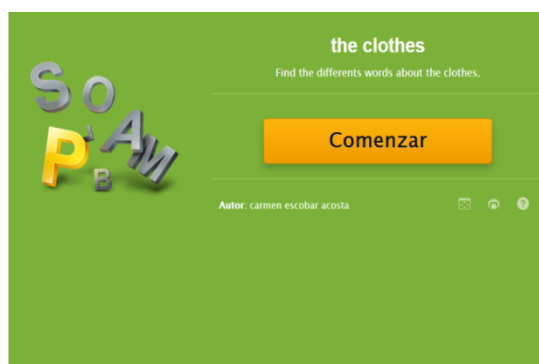 the clothes
Find the differents words about the clothes.
S O
P L A M
B
Comenzar
Autor: carmen escobar acosta
?